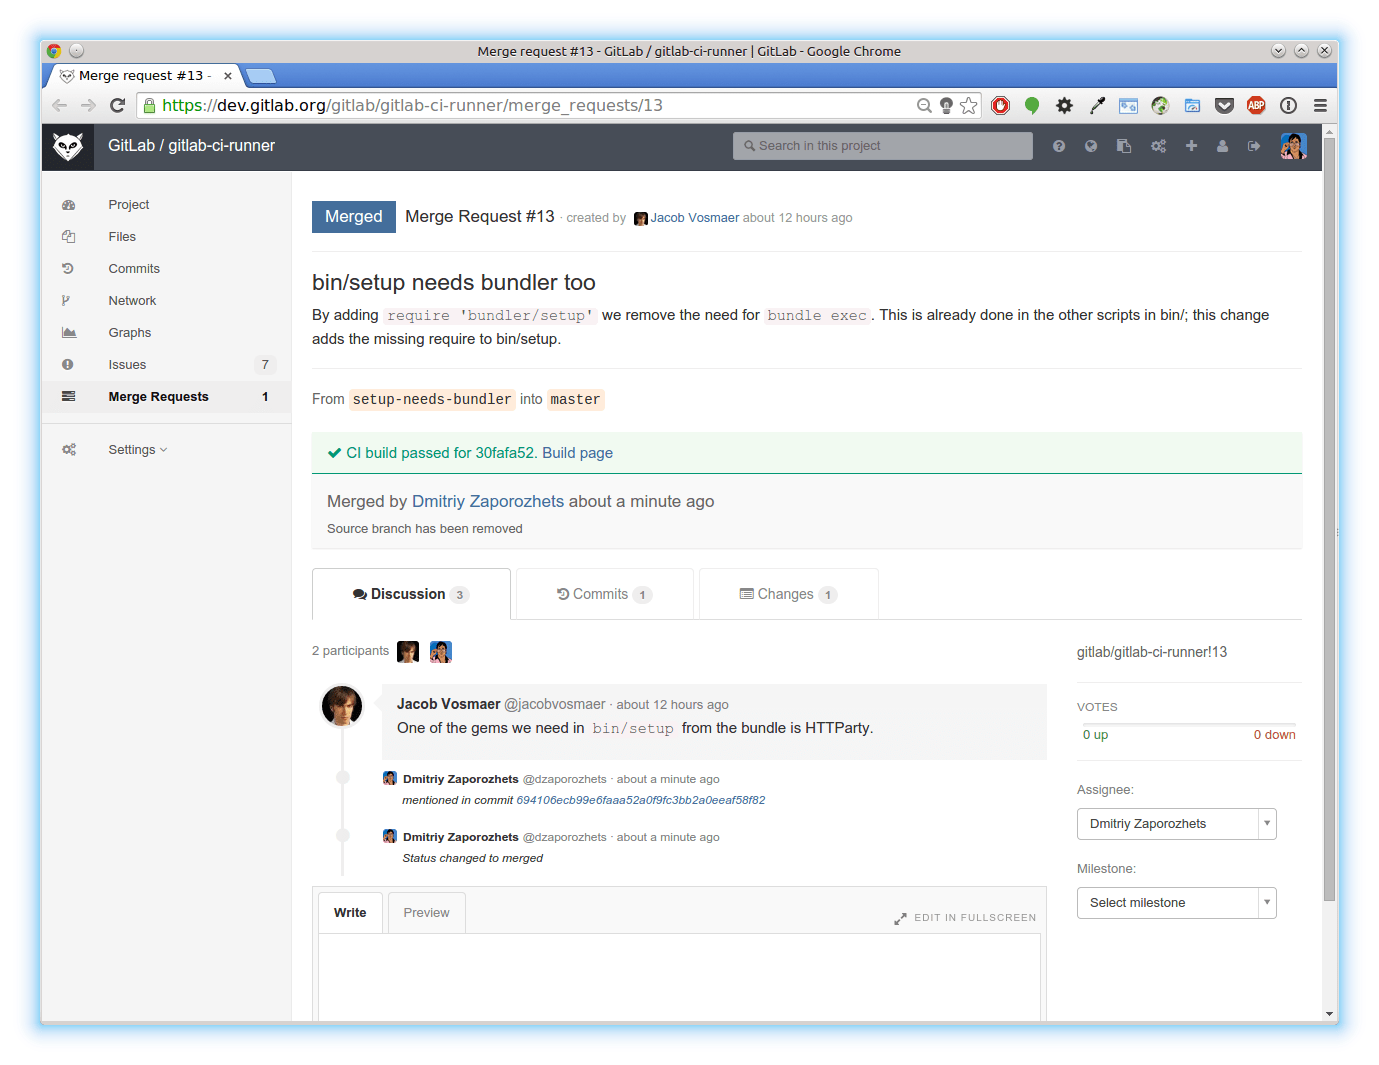 Merge request #13 - GitLab / gitlab-ci-runner | GitLab - Google Chrome
Merge request #13 -
https://dev.gitlab.org/gitlab/gitlab-ci-runner/merge_requests/13
ABP
GitLab / gitlab-ci-runner
Search in this project
Project
Files
Commits
Network
Graphs
Issues 7
Merge Requests 1
Settings
Merged Merge Request #13 · created by Jacob Vosmaer about 12 hours ago
bin/setup needs bundler too
By adding require 'bundler/setup' we remove the need for bundle exec. This is already done in the other scripts in bin/; this change
adds the missing require to bin/setup.
From setup-needs-bundler into master
CI build passed for 30fafa52. Build page
Merged by Dmitriy Zaporozhets about a minute ago
Source branch has been removed
Discussion 3 Commits 1 Changes 1
2 participants
Jacob Vosmaer @jacobvosmaer · about 12 hours ago
One of the gems we need in bin/setup from the bundle is HTTParty.
Dmitriy Zaporozhets @dzaporozhets · about a minute ago
mentioned in commit 694106ecb99e6faaa52a0f9fc3bb2a0eeaf58f82
Dmitriy Zaporozhets @dzaporozhets · about a minute ago
Status changed to merged
Write Preview EDIT IN FULLSCREEN
gitlab/gitlab-ci-runner!13
VOTES
0 up 0 down
Assignee:
Dmitriy Zaporozhets
Milestone:
Select milestone